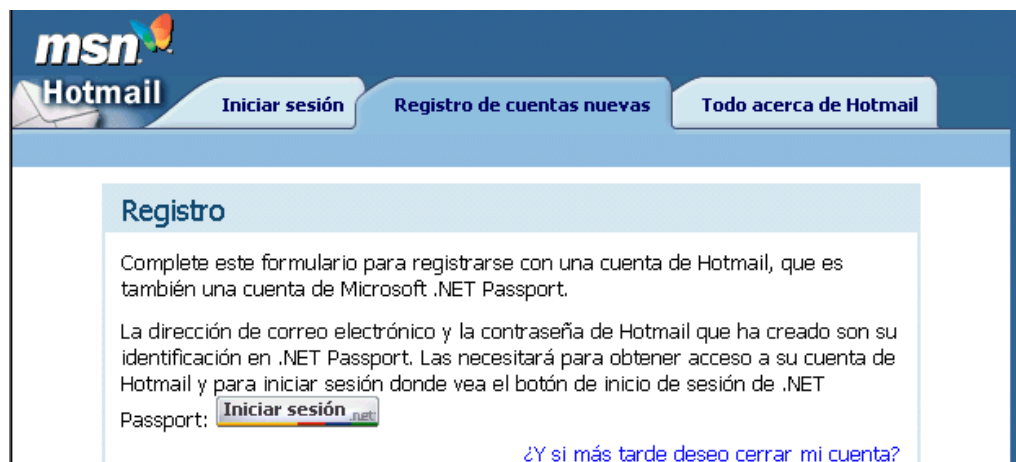 msn
Hotmail
Iniciar sesión
Registro de cuentas nuevas
Todo acerca de Hotmail
Registro
Complete este formulario para registrarse con una cuenta de Hotmail, que es
también una cuenta de Microsoft .NET Passport.
La dirección de correo electrónico y la contraseña de Hotmail que ha creado son su
identificación en .NET Passport. Las necesitará para obtener acceso a su cuenta de
Hotmail y para iniciar sesión donde vea el botón de inicio de sesión de .NET
Passport: Iniciar sesión .net
¿Y si más tarde deseo cerrar mi cuenta?